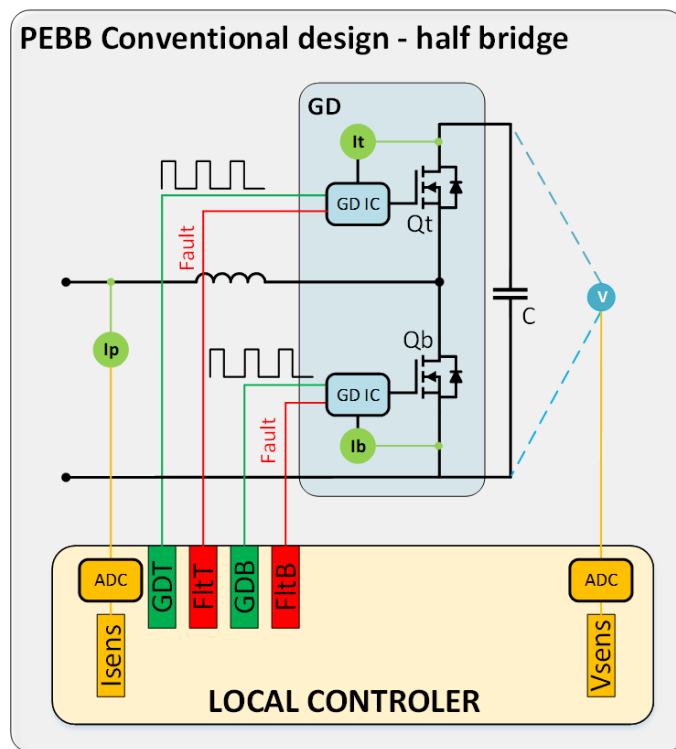 PEBB Conventional design - half bridge
GD
It
GD IC
Qt
Fault
V
C
Ip
Qb
GD IC
Fault
Ib
ADC
GDT
FltT
GDB
FltB
ADC
Isens
Vsens
LOCAL CONTROLER